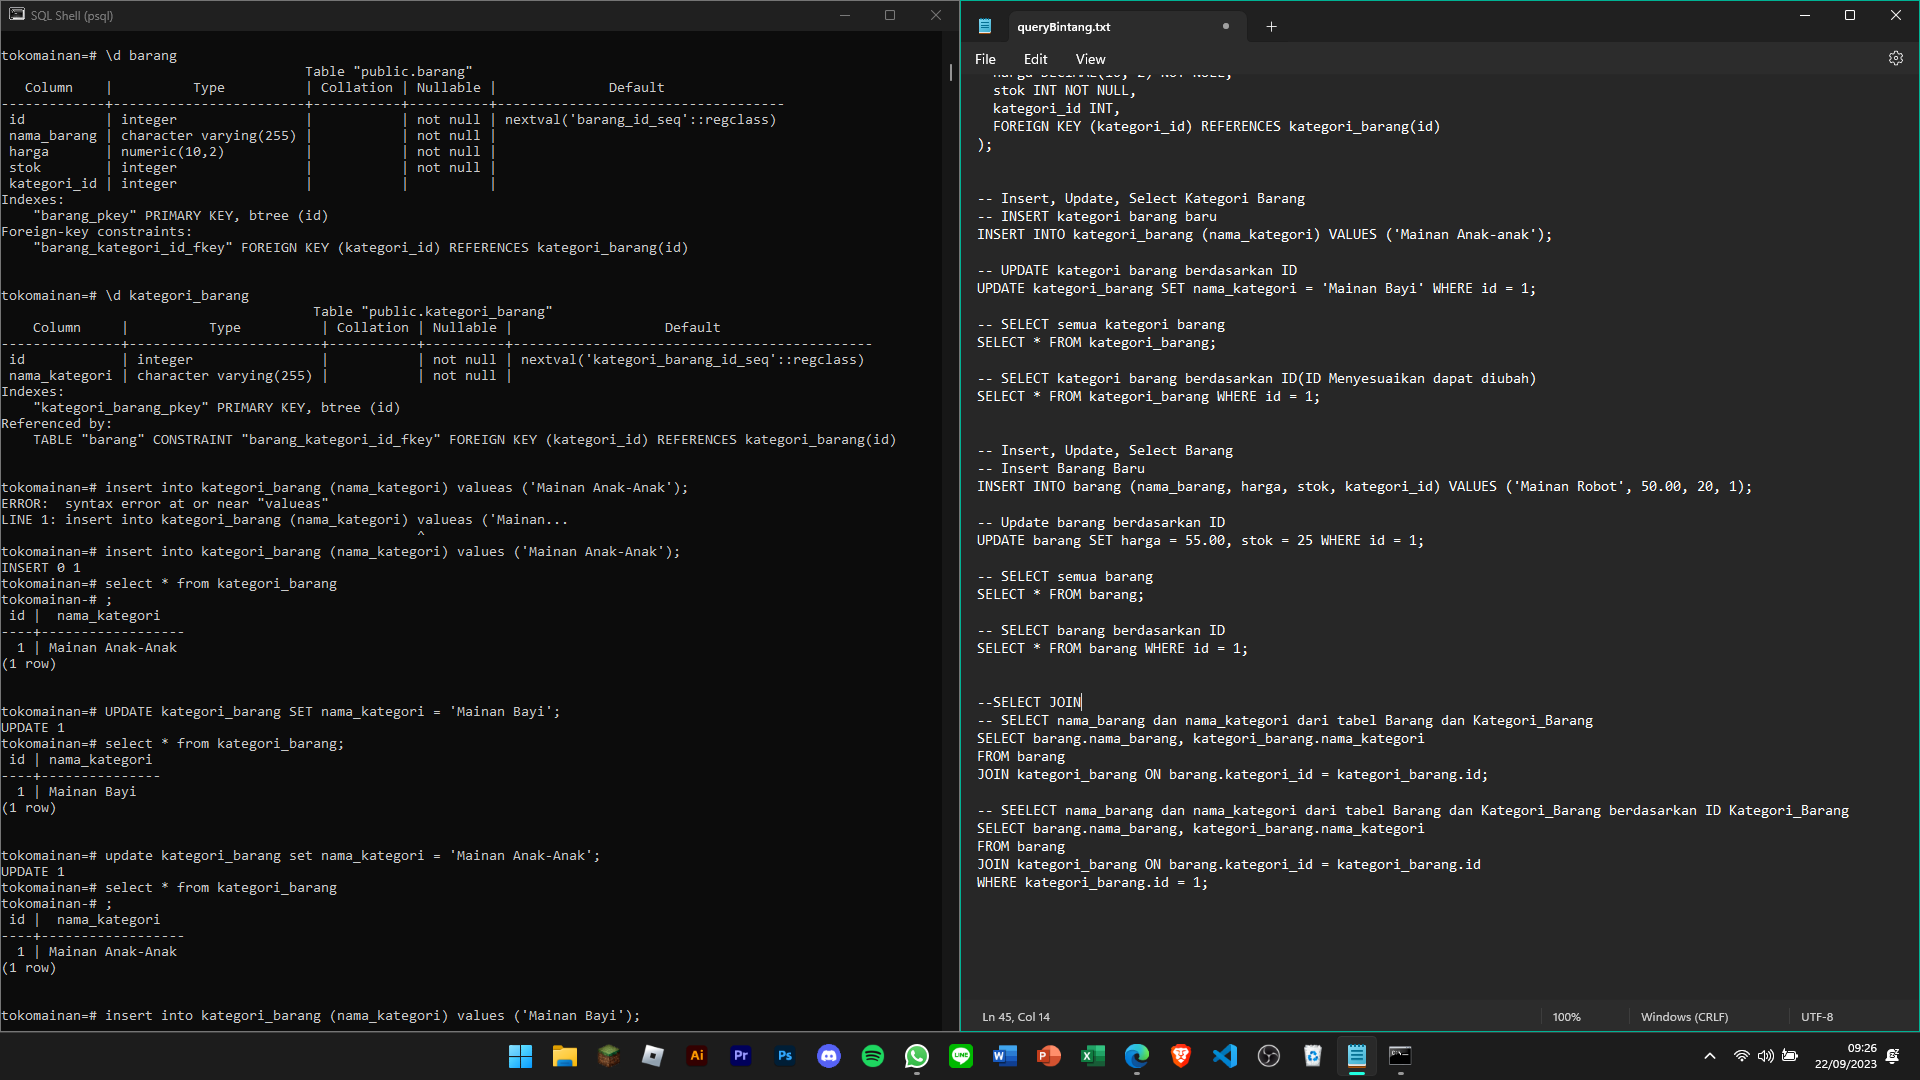 SQL Shell (psql)
tokomainan=# \d barang
Table "public.barang"
Column | Type | Collation | Nullable | Default
-------------+------------------------+-----------+----------+------------------------------------
id | integer | | not null | nextval('barang_id_seq'::regclass)
nama_barang | character varying(255) | | not null |
harga | numeric(10,2) | | not null |
stok | integer | | not null |
kategori_id | integer | | |
Indexes:
"barang_pkey" PRIMARY KEY, btree (id)
Foreign-key constraints:
"barang_kategori_id_fkey" FOREIGN KEY (kategori_id) REFERENCES kategori_barang(id)
tokomainan=# \d kategori_barang
Table "public.kategori_barang"
Column | Type | Collation | Nullable | Default
---------------+------------------------+-----------+----------+---------------------------------------------
id | integer | | not null | nextval('kategori_barang_id_seq'::regclass)
nama_kategori | character varying(255) | | not null |
Indexes:
"kategori_barang_pkey" PRIMARY KEY, btree (id)
Referenced by:
TABLE "barang" CONSTRAINT "barang_kategori_id_fkey" FOREIGN KEY (kategori_id) REFERENCES kategori_barang(id)
tokomainan=# insert into kategori_barang (nama_kategori) valueas ('Mainan Anak-Anak');
ERROR:  syntax error at or near "valueas"
LINE 1: insert into kategori_barang (nama_kategori) valueas ('Mainan...
^
tokomainan=# insert into kategori_barang (nama_kategori) values ('Mainan Anak-Anak');
INSERT 0 1
tokomainan=# select * from kategori_barang
tokomainan-# ;
id | nama_kategori
----+------------------
1 | Mainan Anak-Anak
(1 row)
tokomainan=# UPDATE kategori_barang SET nama_kategori = 'Mainan Bayi';
UPDATE 1
tokomainan=# select * from kategori_barang;
id | nama_kategori
----+---------------
1 | Mainan Bayi
(1 row)
tokomainan=# update kategori_barang set nama_kategori = 'Mainan Anak-Anak';
UPDATE 1
tokomainan=# select * from kategori_barang
tokomainan-# ;
id | nama_kategori
----+------------------
1 | Mainan Anak-Anak
(1 row)
tokomainan=# insert into kategori_barang (nama_kategori) values ('Mainan Bayi');
queryBintang.txt
File Edit View
harga DECIMAL(10, 2) NOT NULL,
stok INT NOT NULL,
kategori_id INT,
FOREIGN KEY (kategori_id) REFERENCES kategori_barang(id)
);
-- Insert, Update, Select Kategori Barang
-- INSERT kategori barang baru
INSERT INTO kategori_barang (nama_kategori) VALUES ('Mainan Anak-anak');
-- UPDATE kategori barang berdasarkan ID
UPDATE kategori_barang SET nama_kategori = 'Mainan Bayi' WHERE id = 1;
-- SELECT semua kategori barang
SELECT * FROM kategori_barang;
-- SELECT kategori barang berdasarkan ID(ID Menyesuaikan dapat diubah)
SELECT * FROM kategori_barang WHERE id = 1;
-- Insert, Update, Select Barang
-- Insert Barang Baru
INSERT INTO barang (nama_barang, harga, stok, kategori_id) VALUES ('Mainan Robot', 50.00, 20, 1);
-- Update barang berdasarkan ID
UPDATE barang SET harga = 55.00, stok = 25 WHERE id = 1;
-- SELECT semua barang
SELECT * FROM barang;
-- SELECT barang berdasarkan ID
SELECT * FROM barang WHERE id = 1;
--SELECT JOIN
-- SELECT nama_barang dan nama_kategori dari tabel Barang dan Kategori_Barang
SELECT barang.nama_barang, kategori_barang.nama_kategori
FROM barang
JOIN kategori_barang ON barang.kategori_id = kategori_barang.id;
-- SEELECT nama_barang dan nama_kategori dari tabel Barang dan Kategori_Barang berdasarkan ID Kategori_Barang
SELECT barang.nama_barang, kategori_barang.nama_kategori
FROM barang
JOIN kategori_barang ON barang.kategori_id = kategori_barang.id
WHERE kategori_barang.id = 1;
Ln 45, Col 14 100% Windows (CRLF) UTF-8
Ai Pr Ps LINE W P X
09:26
22/09/2023